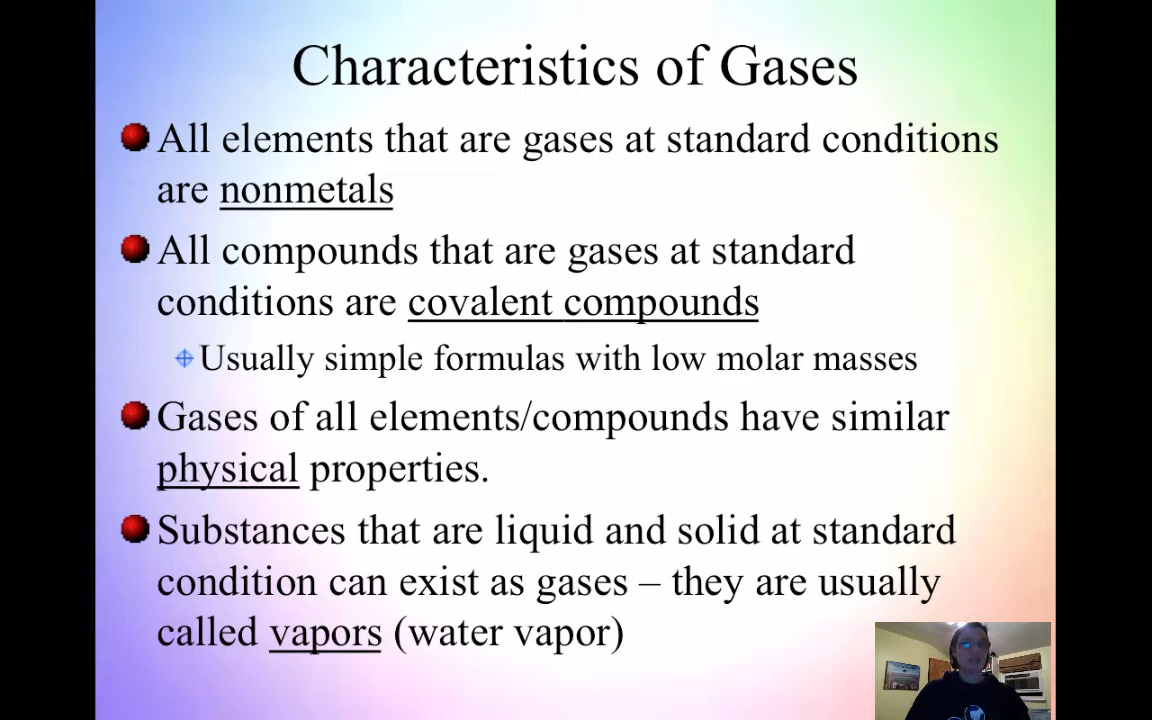 Characteristics of Gases
All elements that are gases at standard conditions
are nonmetals
All compounds that are gases at standard
conditions are covalent compounds
Usually simple formulas with low molar masses
Gases of all elements/compounds have similar
physical properties.
Substances that are liquid and solid at standard
condition can exist as gases – they are usually
called vapors (water vapor)